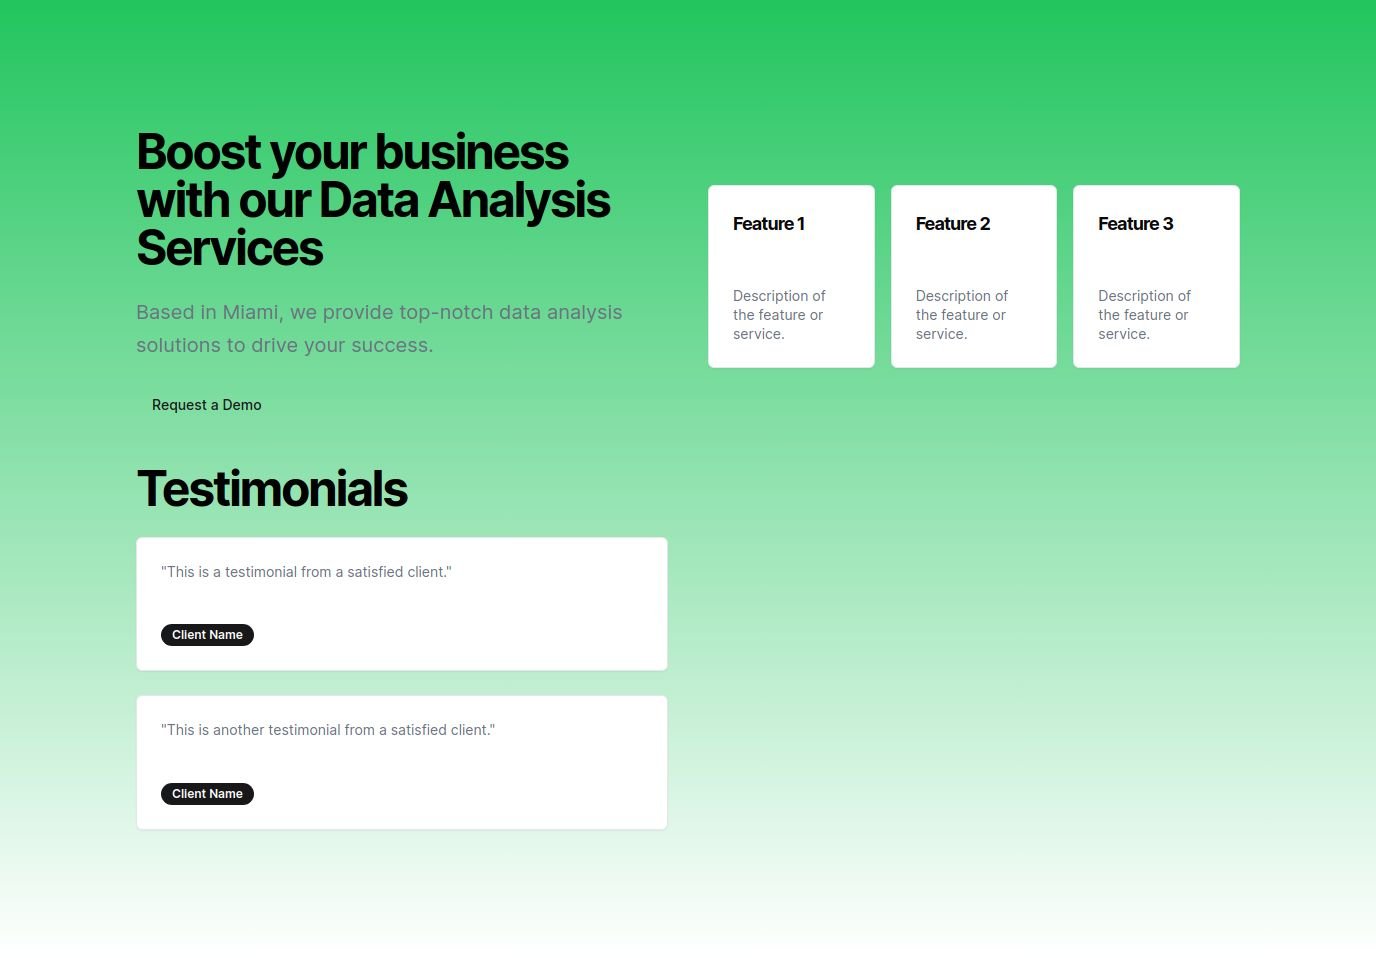 Boost your business
with our Data Analysis
Services
Based in Miami, we provide top-notch data analysis
solutions to drive your success.
Request a Demo
Feature 1
Description of
the feature or
service.
Feature 2
Description of
the feature or
service.
Feature 3
Description of
the feature or
service.
Testimonials
"This is a testimonial from a satisfied client."
Client Name
"This is another testimonial from a satisfied client."
Client Name